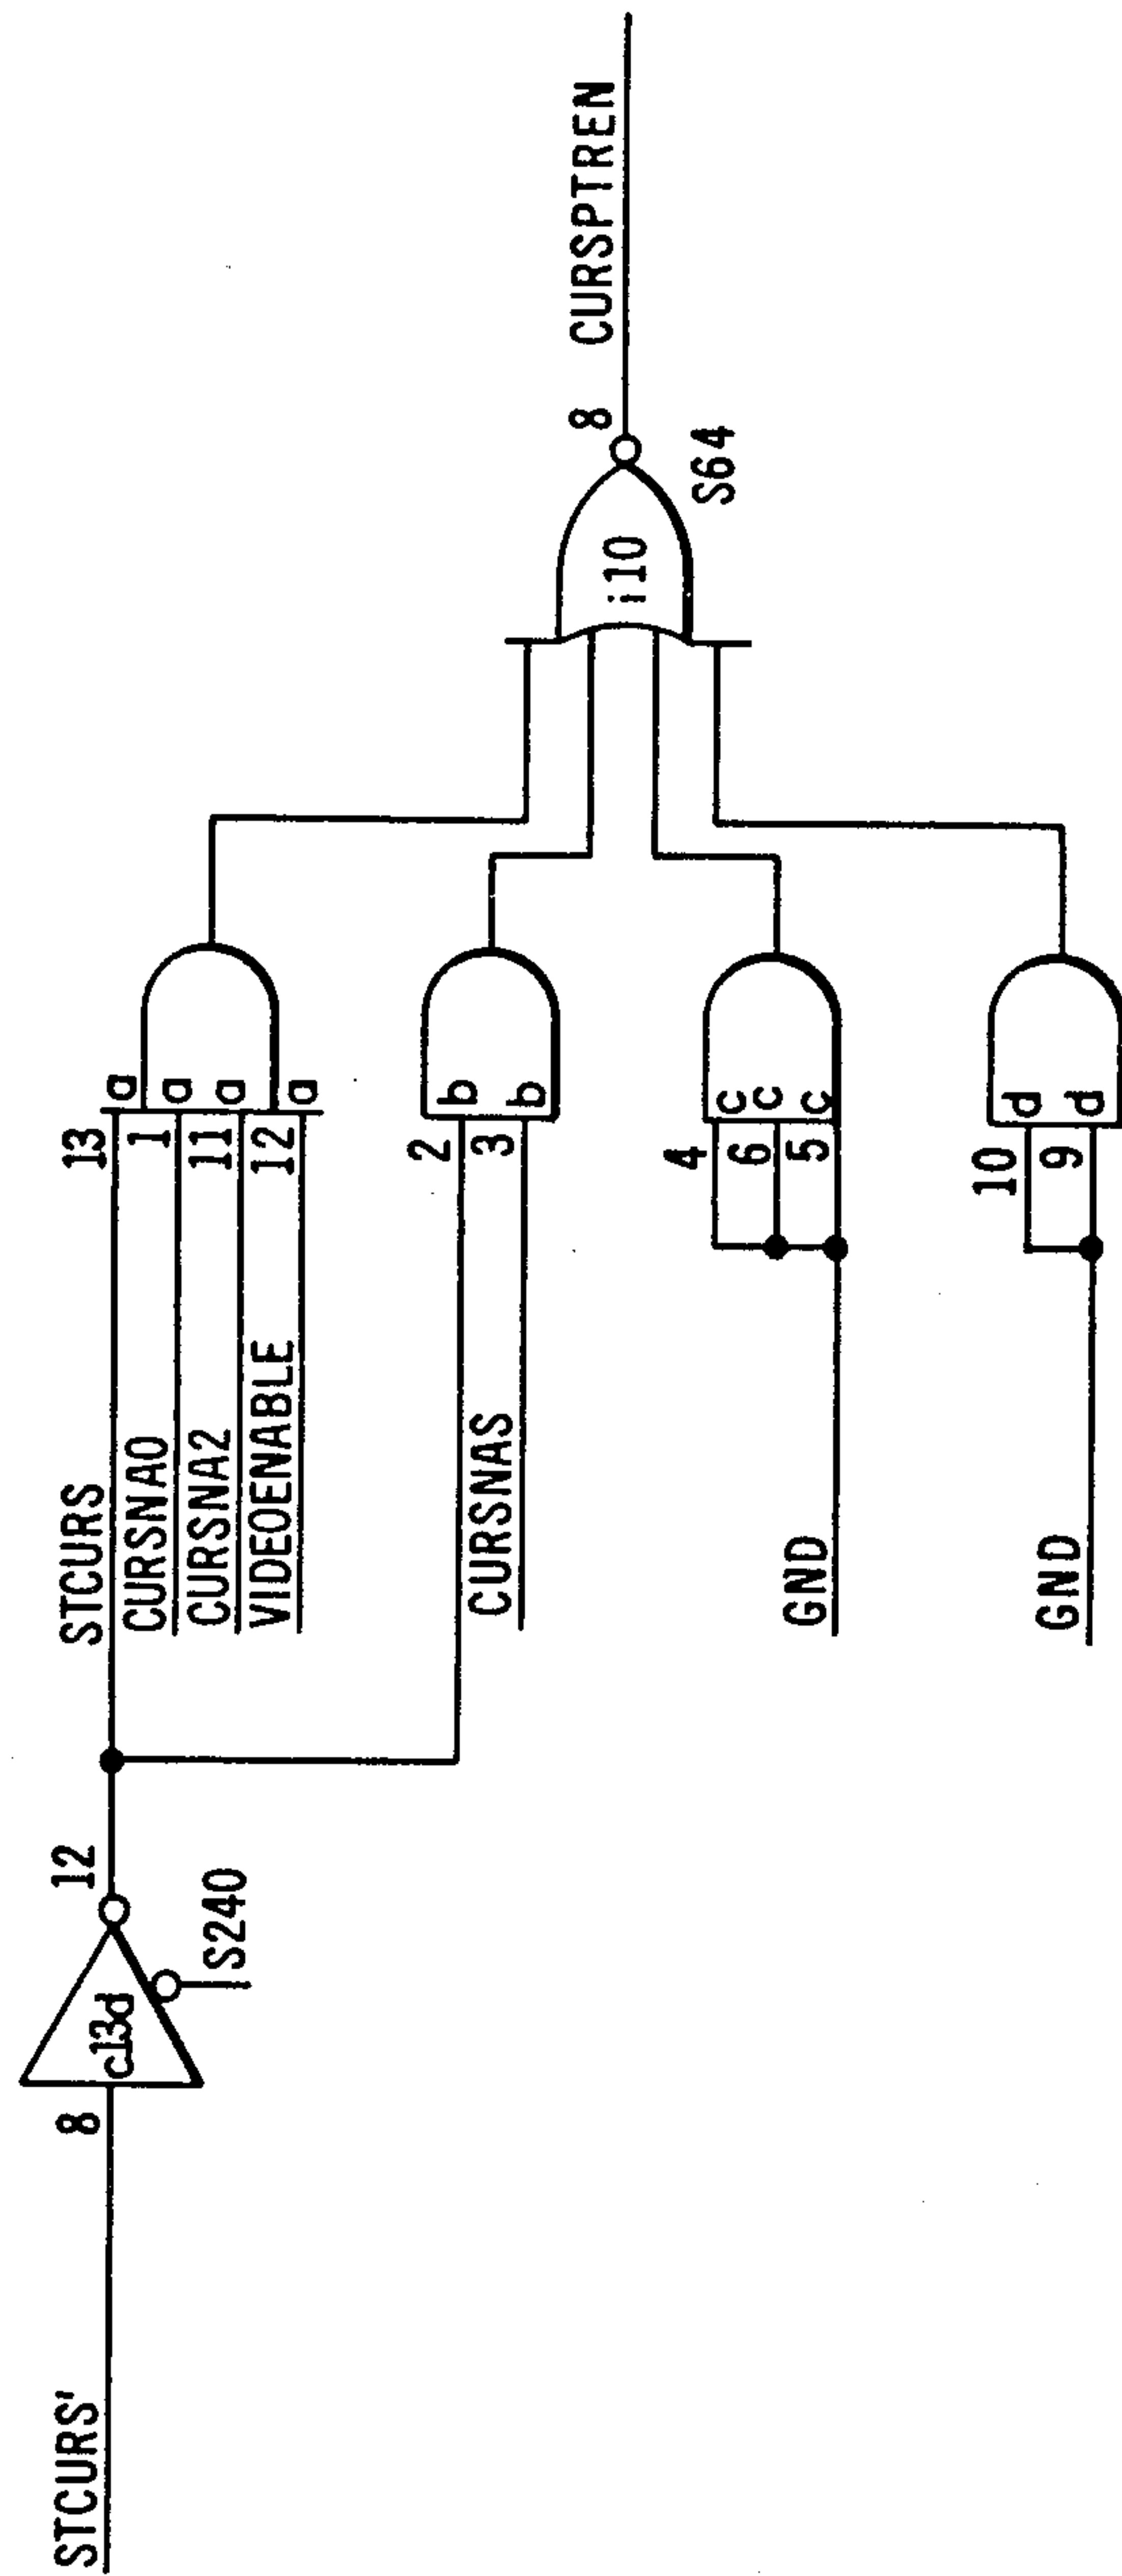 STCURS'
8
c13d
12
S240
STCURS
13
a
CURSNA0
1
a
CURSNA2
11
a
VIDEOENABLE
12
a
2
b
CURSNAS
3
b
4
c
6
c
5
c
GND
10
d
9
d
GND
i10
S64
8
CURSPTREN